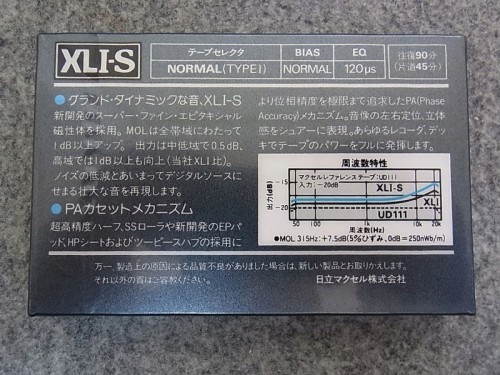 XLI-S
テープセレクタ BIAS EQ 往復90分
NORMAL(TYPE I) NORMAL 120μs (片道45分)
●グランド・ダイナミックな音、XLI-S
新開発のスーパー・ファイン・エピタキシャル
磁性体を採用。MOLは全帯域にわたって
1dB以上アップ。出力は中低域で0.5dB、
高域では1dB以上も向上(当社XLI比)。
ノイズの低減とあいまってデジタルソースに
せまる壮大な音を再現します。
●PAカセットメカニズム
超高精度ハーフ、SSローラや新開発のEPパ
ッド、HPシートおよびツーピースハブの採用に
より位相精度を極限まで追求したPA(Phase
Accuracy)メカニズム。音像の左右定位、立体
感をシュアーに表現。あらゆるレコーダ、デッ
キでテープのパワーをフルに発揮します。
周波数特性
マクセルレファレンステープ:UD111
入力:-20dB
出力(dB)
-15
-20
XLI-S
XLI
UD111
50 100 1k 10k 20k
周波数(Hz)
●MOL 315Hz:+7.5dB(5%ひずみ、0dB=250nWb/m)
万一、製造上の原因による品質不良がありました場合は、新しい製品とお取りかえします。
それ以外の責はご容赦ください。
日立マクセル株式会社